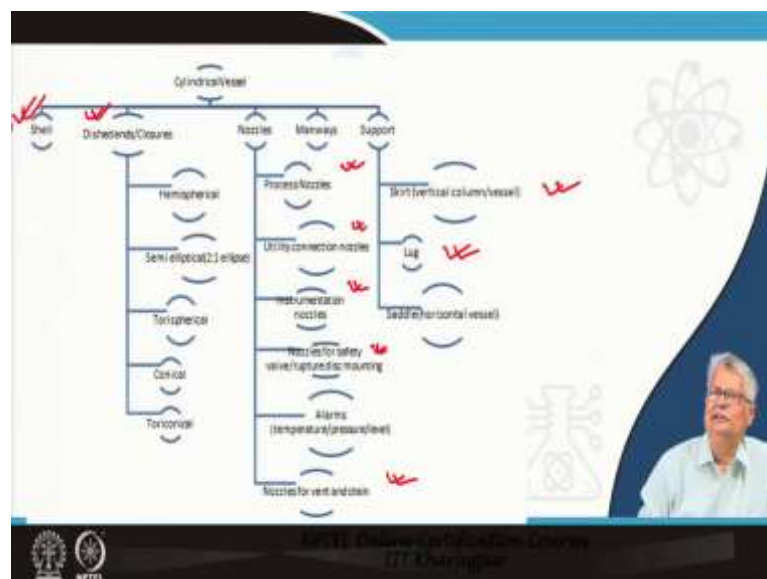 Cylindrical Vessel
Shell
Dished ends/Closures
Nozzles
Manways
Support
Hemispherical
Semi elliptical(2:1 ellipse)
Torispherical
Conical
Toriconical
Process Nozzles
Utility connection nozzles
Instrumentation
nozzles
Nozzles for safety
valve/rupture disc mounting
Alarms
(temperature/pressure/level)
Nozzles for vent and drain
Skirt (vertical column/vessel)
Lug
Saddle(horizontal vessel)
NPTEL Online Certification Course
IIT Kharagpur
NPTEL